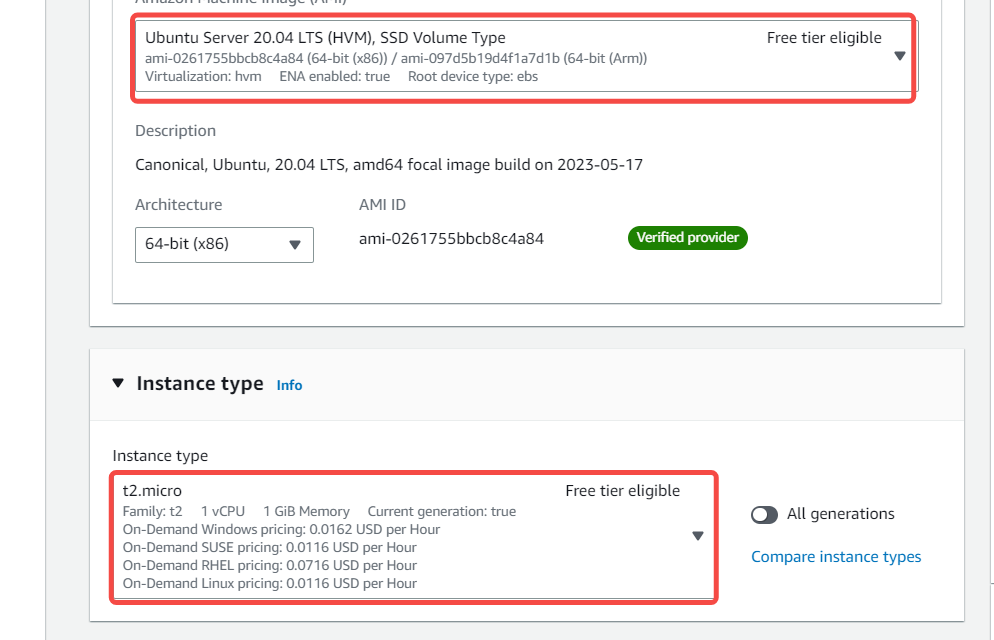 Amazon Machine Image (AMI)
Ubuntu Server 20.04 LTS (HVM), SSD Volume Type
Free tier eligible
ami-0261755bbcb8c4a84 (64-bit (x86)) / ami-097d5b19d4f1a7d1b (64-bit (Arm))
Virtualization: hvm ENA enabled: true Root device type: ebs
Description
Canonical, Ubuntu, 20.04 LTS, amd64 focal image build on 2023-05-17
Architecture
AMI ID
64-bit (x86)
ami-0261755bbcb8c4a84
Verified provider
Instance type Info
Instance type
t2.micro
Free tier eligible
Family: t2 1 vCPU 1 GiB Memory Current generation: true
On-Demand Windows pricing: 0.0162 USD per Hour
On-Demand SUSE pricing: 0.0116 USD per Hour
On-Demand RHEL pricing: 0.0716 USD per Hour
On-Demand Linux pricing: 0.0116 USD per Hour
All generations
Compare instance types